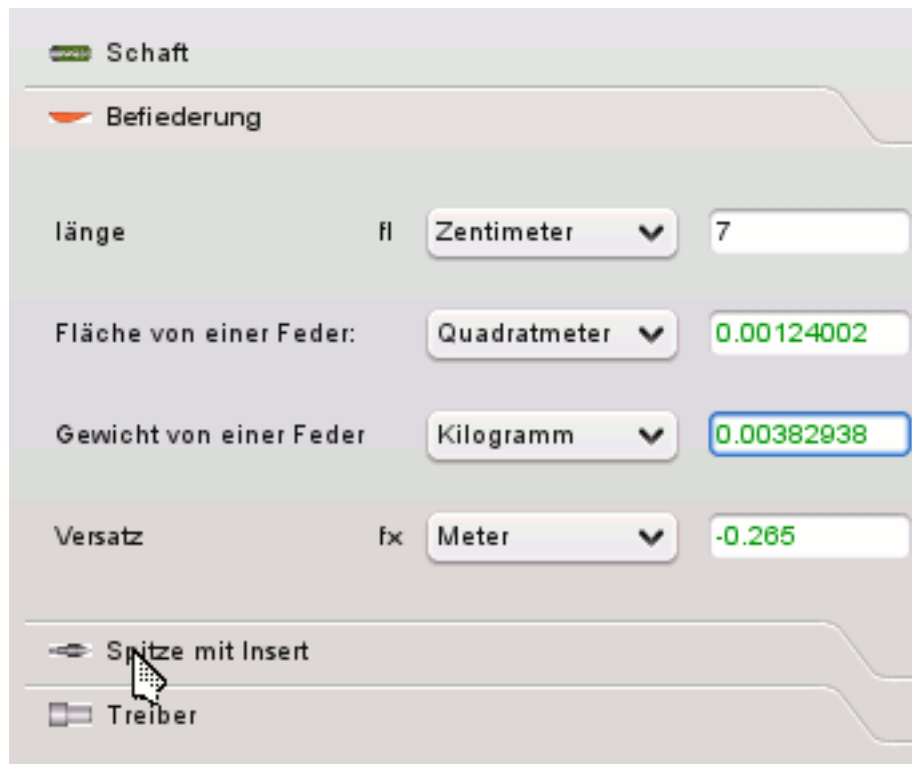 Schaft
Befiederung
länge fl Zentimeter 7
Fläche von einer Feder: Quadratmeter 0.00124002
Gewicht von einer Feder Kilogramm 0.00382938
Versatz fx Meter -0.265
Spitze mit Insert
Treiber